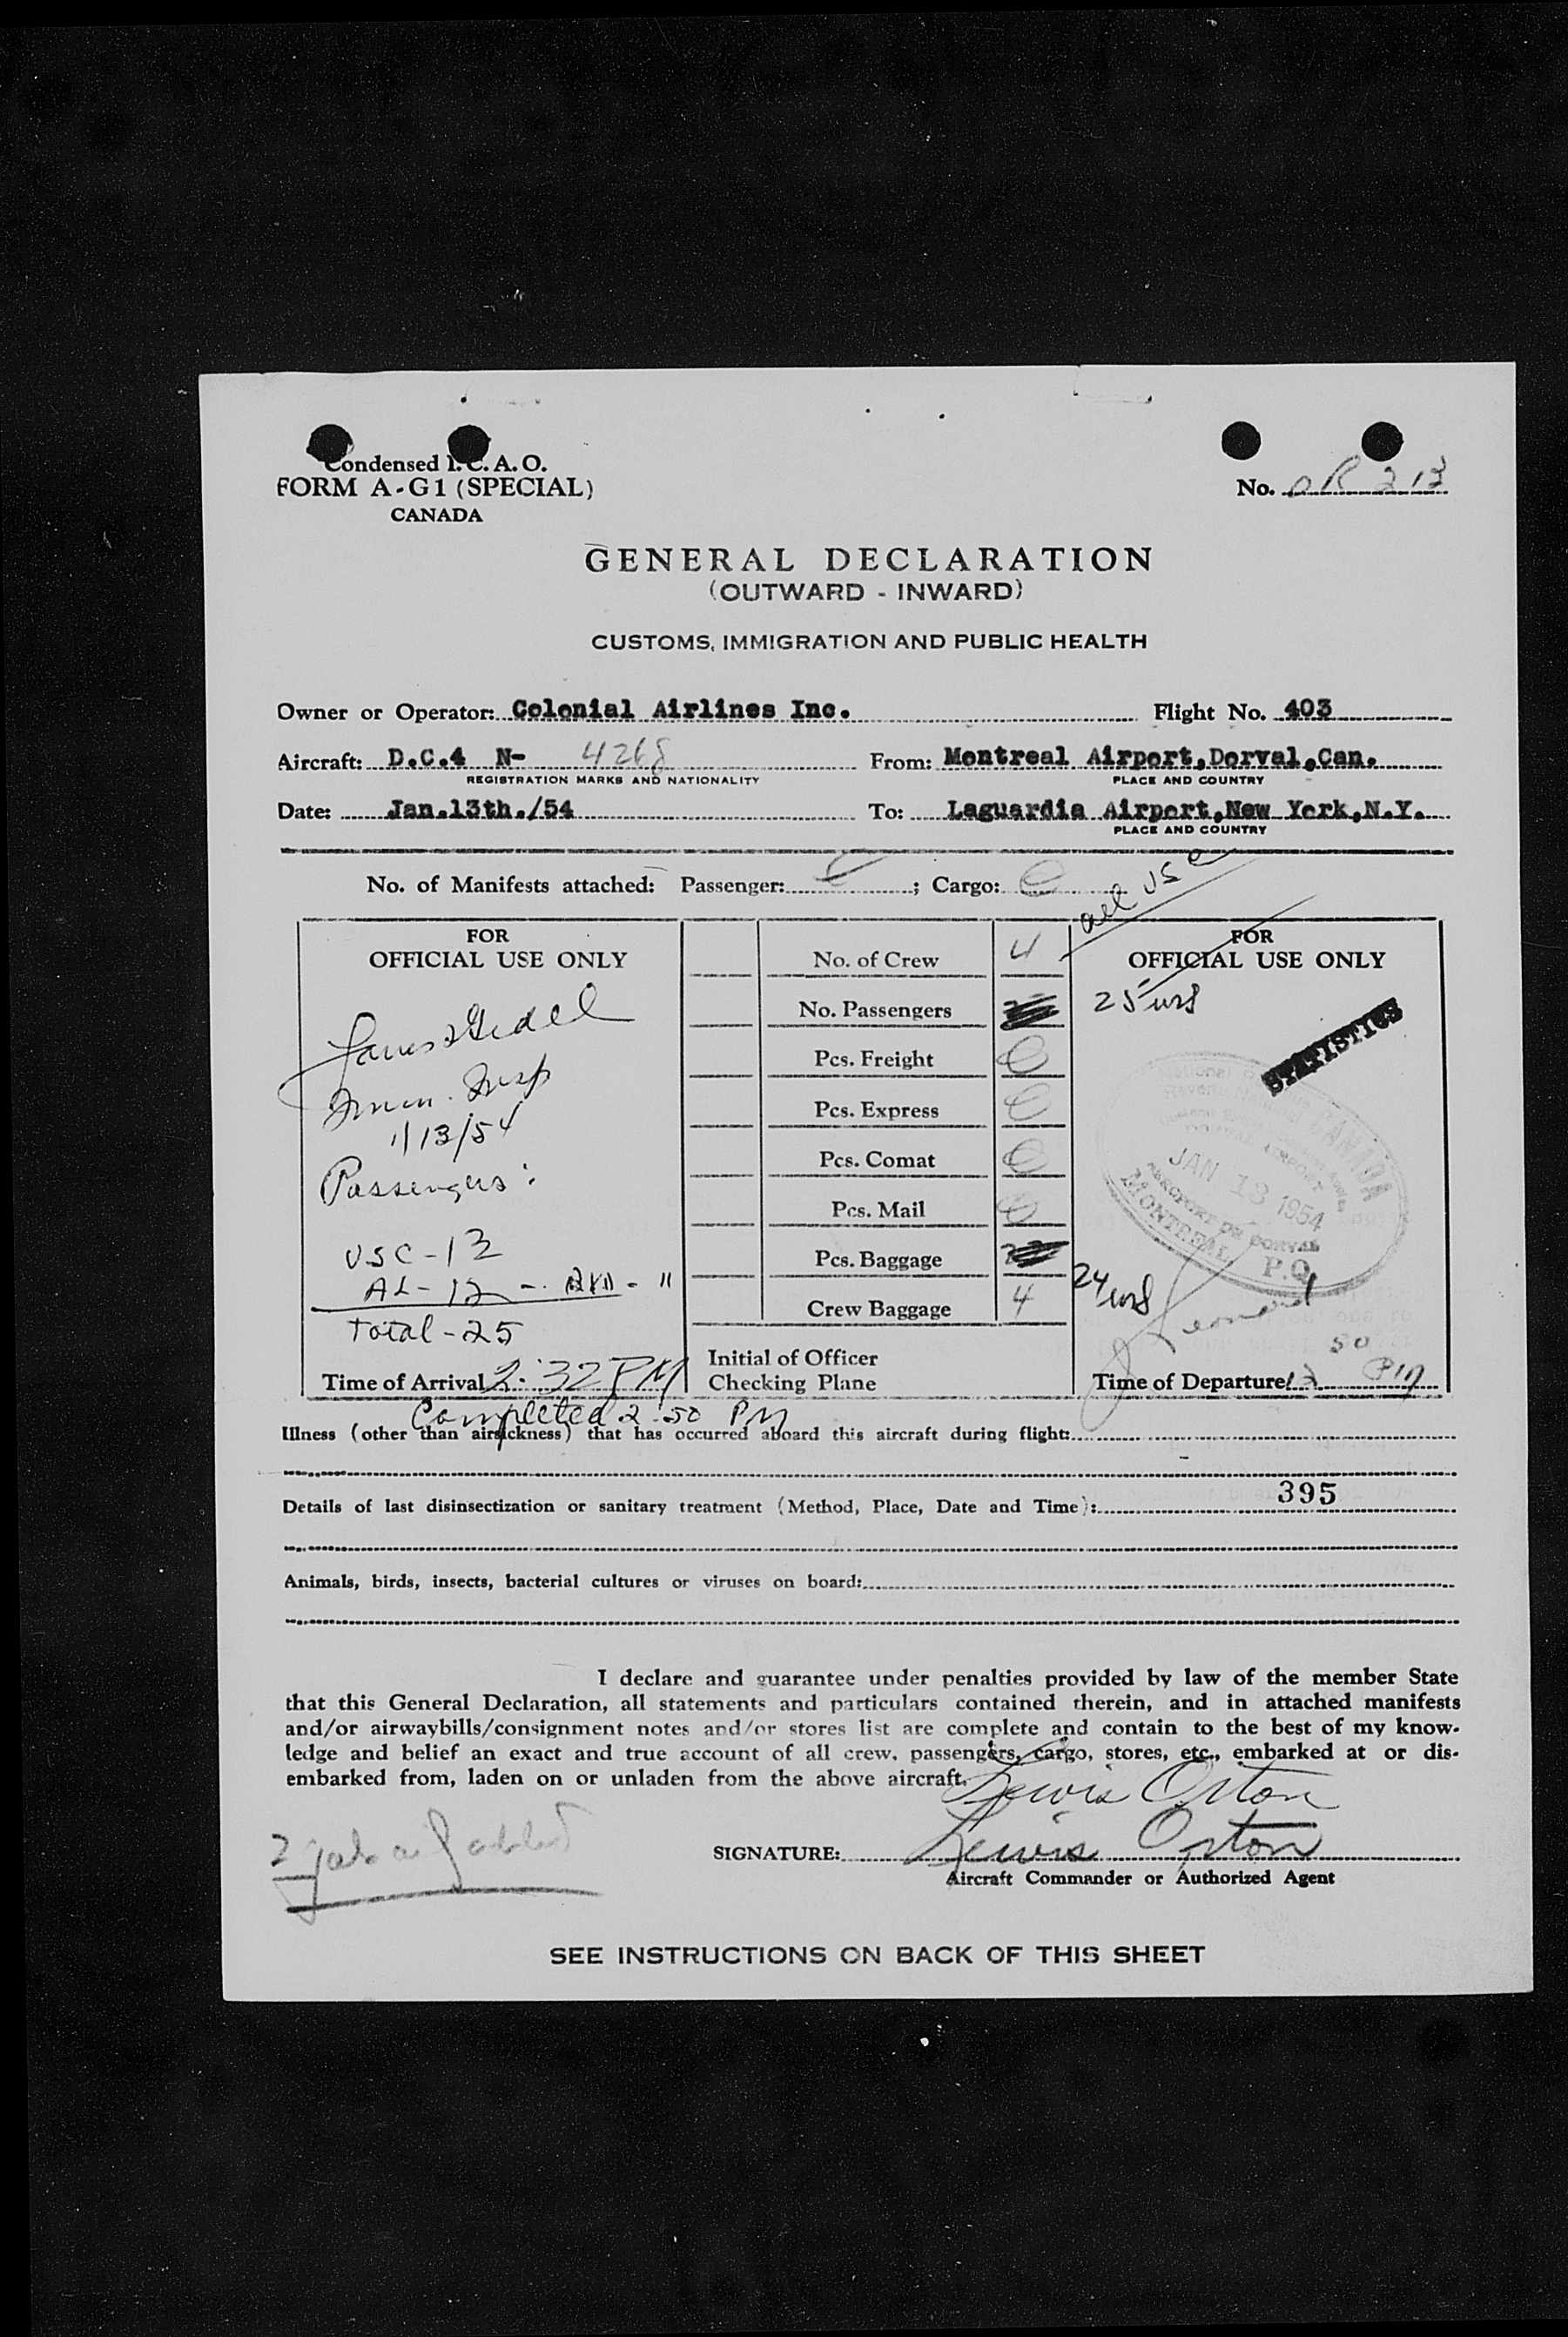 Condensed I.C.A.O.
FORM A-G1 (SPECIAL)
CANADA
No. OR 213
GENERAL DECLARATION
(OUTWARD - INWARD)
CUSTOMS, IMMIGRATION AND PUBLIC HEALTH
Owner or Operator: Colonial Airlines Inc. Flight No. 403
Aircraft: D.C.4 N- 4268 From: Montreal Airport,Dorval,Can.
REGISTRATION MARKS AND NATIONALITY PLACE AND COUNTRY
Date: Jan.13th./54 To: Laguardia Airport,New York,N.Y.
PLACE AND COUNTRY
No. of Manifests attached: Passenger: ; Cargo:
all USC
FOR
OFFICIAL USE ONLY
Imm. Insp
1/13/54
Passengers:
USC-13
AL-12 - - 11
Total-25
Time of Arrival 2:32 PM
Completed 2:50 PM
No. of Crew 4
No. Passengers
Pcs. Freight
Pcs. Express
Pcs. Comat
Pcs. Mail
Pcs. Baggage
Crew Baggage 4
Initial of Officer
Checking Plane
FOR
OFFICIAL USE ONLY
25
STATISTICS
CANADA
JAN 13 1954
AEROPORT DE DORVAL
MONTREAL P.Q.
24
Time of Departure 12 50 PM
Illness (other than airsickness) that has occurred aboard this aircraft during flight:
395
Details of last disinsectization or sanitary treatment (Method, Place, Date and Time):
Animals, birds, insects, bacterial cultures or viruses on board:
I declare and guarantee under penalties provided by law of the member State
that this General Declaration, all statements and particulars contained therein, and in attached manifests
and/or airwaybills/consignment notes and/or stores list are complete and contain to the best of my know-
ledge and belief an exact and true account of all crew, passengers, cargo, stores, etc., embarked at or dis-
embarked from, laden on or unladen from the above aircraft.
Lewis Orton
SIGNATURE: Lewis Orton
Aircraft Commander or Authorized Agent
SEE INSTRUCTIONS ON BACK OF THIS SHEET